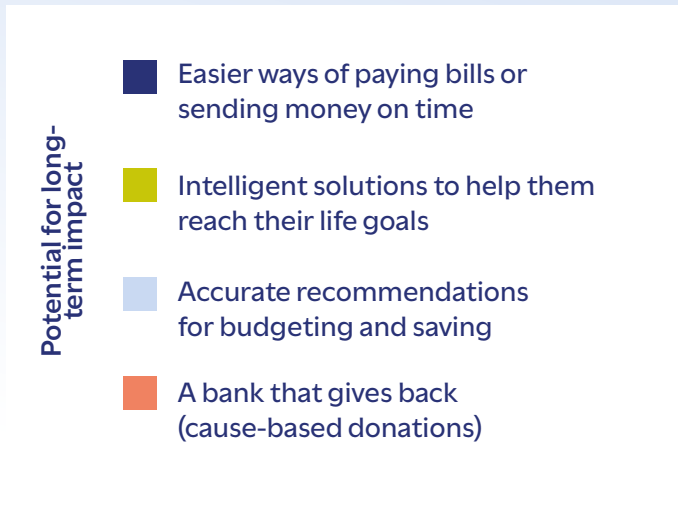 Potential for long-
term impact
Easier ways of paying bills or
sending money on time
Intelligent solutions to help them
reach their life goals
Accurate recommendations
for budgeting and saving
A bank that gives back
(cause-based donations)